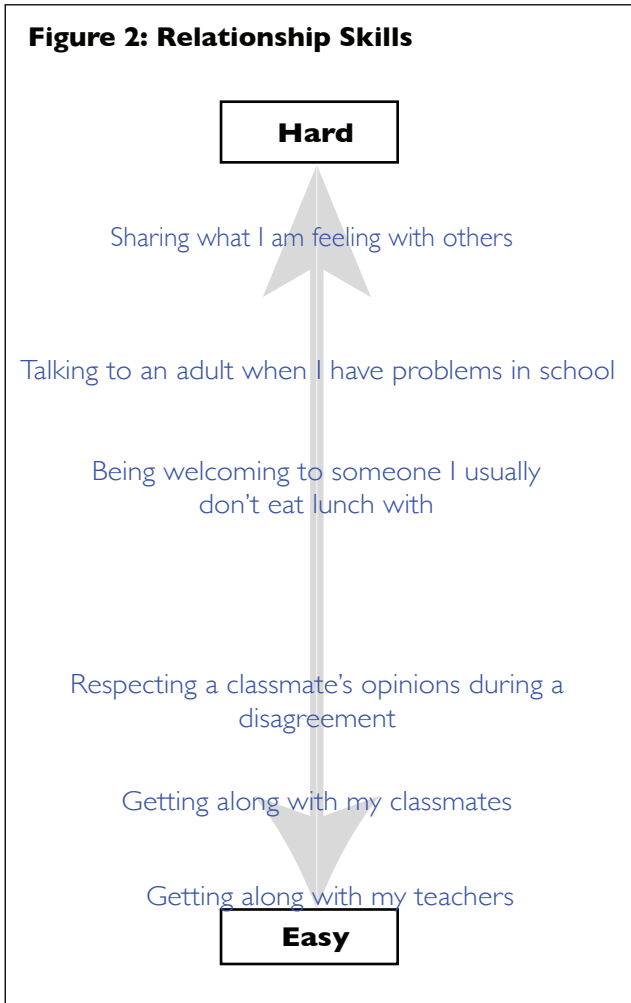 Figure 2: Relationship Skills
Hard
Sharing what I am feeling with others
Talking to an adult when I have problems in school
Being welcoming to someone I usually
don’t eat lunch with
Respecting a classmate’s opinions during a
disagreement
Getting along with my classmates
Getting along with my teachers
Easy